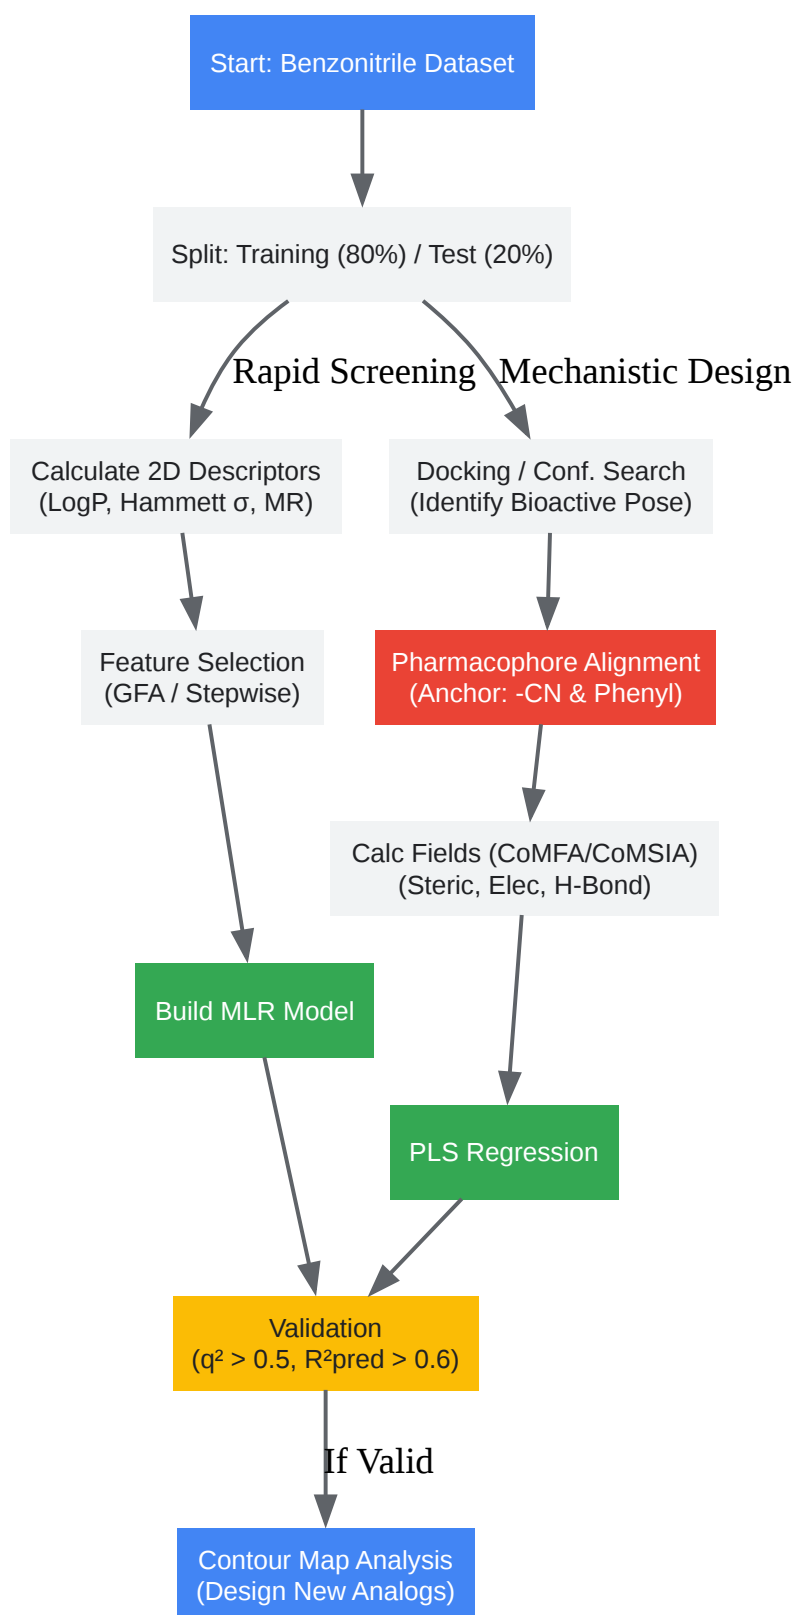 Start: Benzonitrile Dataset
Split: Training (80%) / Test (20%)
Rapid Screening
Mechanistic Design
Calculate 2D Descriptors
(LogP, Hammett σ, MR)
Docking / Conf. Search
(Identify Bioactive Pose)
Feature Selection
(GFA / Stepwise)
Pharmacophore Alignment
(Anchor: -CN & Phenyl)
Calc Fields (CoMFA/CoMSIA)
(Steric, Elec, H-Bond)
Build MLR Model
PLS Regression
Validation
(q² > 0.5, R²pred > 0.6)
If Valid
Contour Map Analysis
(Design New Analogs)